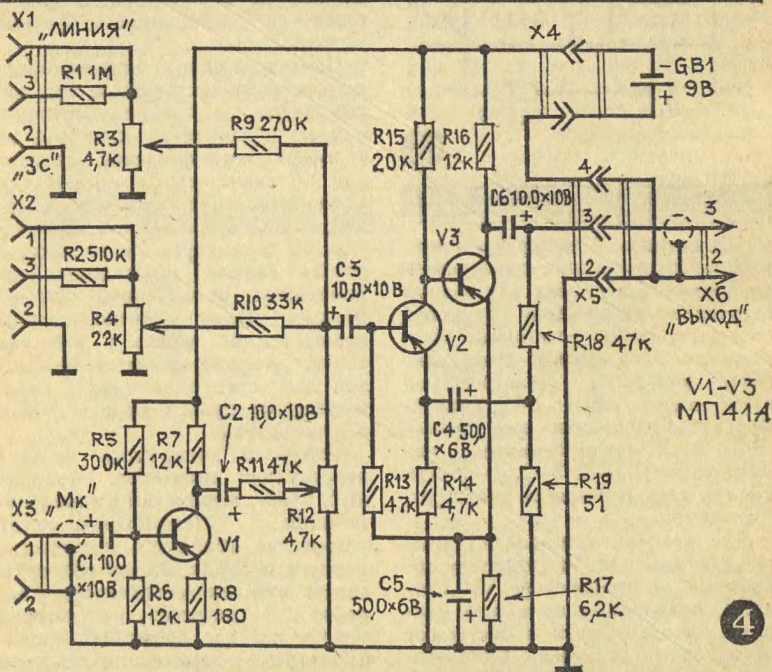 X1 „ЛИНИЯ"
1
3
2
R1 1M
R3
4,7к
„Зс"
X2
1
3
2
R2 510к
R4
22к
R9 270к
R10 33к
C3
10,0×10В
R15
20к
R16
12к
V3
V2
C6 10,0×10В
X4
-GB1
+ 9В
4
3
2
X5
3
2
X6
„ВЫХОД"
R18 47к
V1-V3
МП41А
R5
300к
R7
12к
C2 10,0×10В
R11 47к
R12
4,7к
R13
47к
R14
4,7к
C4 50,0
×6В
R19
51
X3 „Мк"
1
2
C1 10,0
×10В
V1
R6
12к
R8
180
C5
50,0×6В
R17
6,2к
4